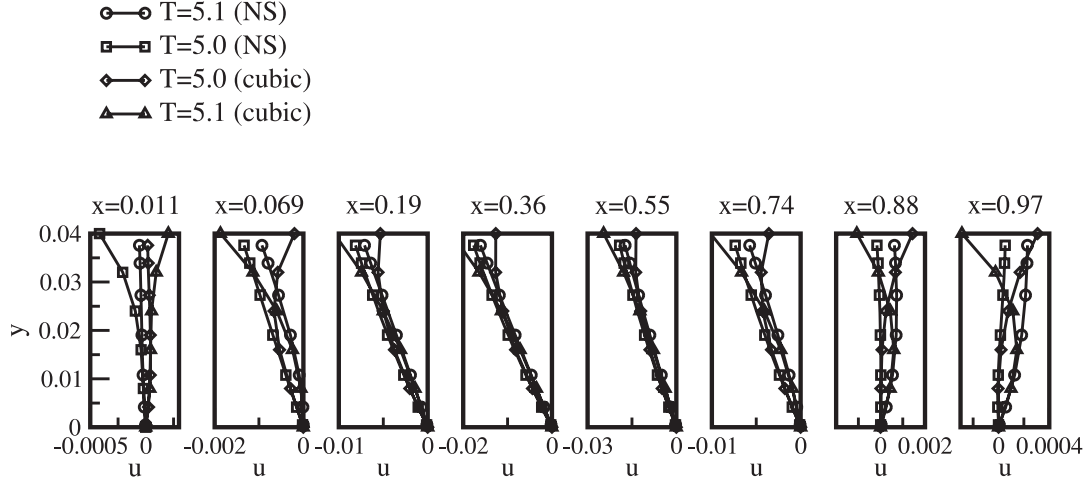 T=5.1 (NS)
T=5.0 (NS)
T=5.0 (cubic)
T=5.1 (cubic)
x=0.011 x=0.069 x=0.19 x=0.36 x=0.55 x=0.74 x=0.88 x=0.97
0.04
0.03
0.02
y
0.01
0
-0.0005 0 -0.002 0 -0.01 0 -0.02 0 -0.03 0 -0.01 0 0 0.002 0 0.0004
u u u u u u u u